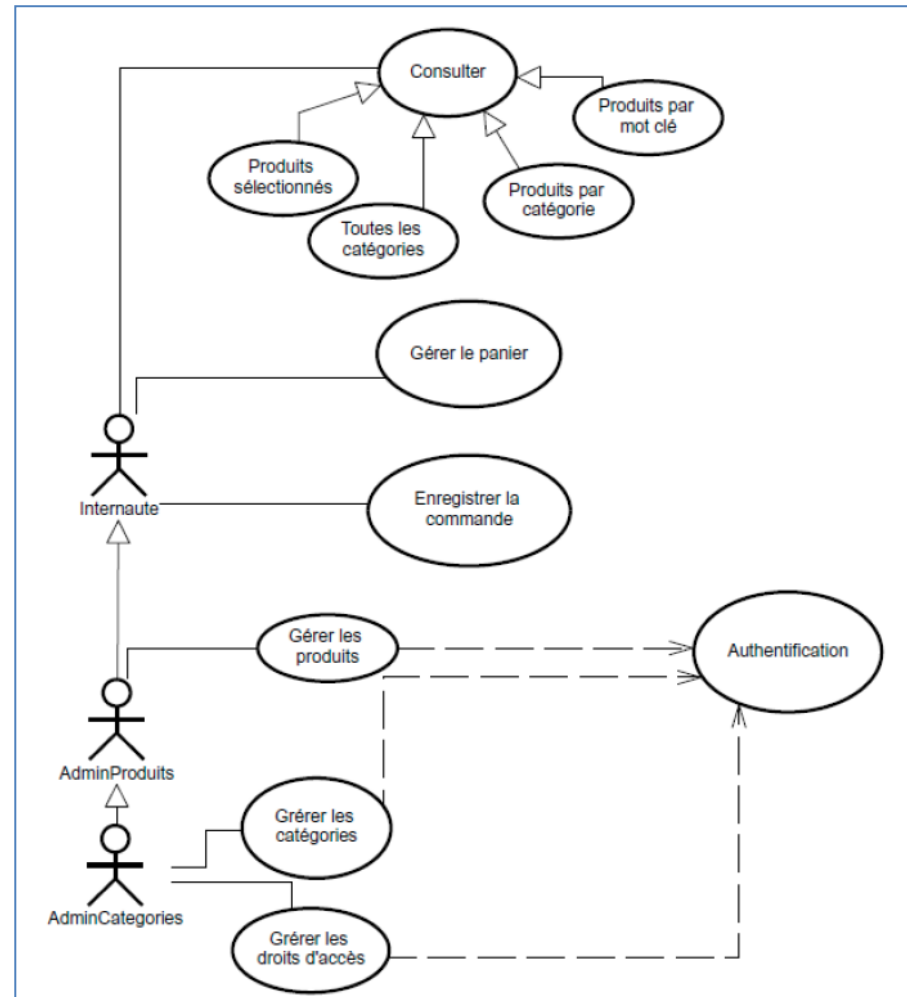 Consulter
Produits par
mot clé
Produits
sélectionnés
Produits par
catégorie
Toutes les
catégories
Gérer le panier
Internaute
Enregistrer la
commande
Gérer les
produits
Authentification
AdminProduits
Grérer les
catégories
AdminCategories
Grérer les
droits d'accès